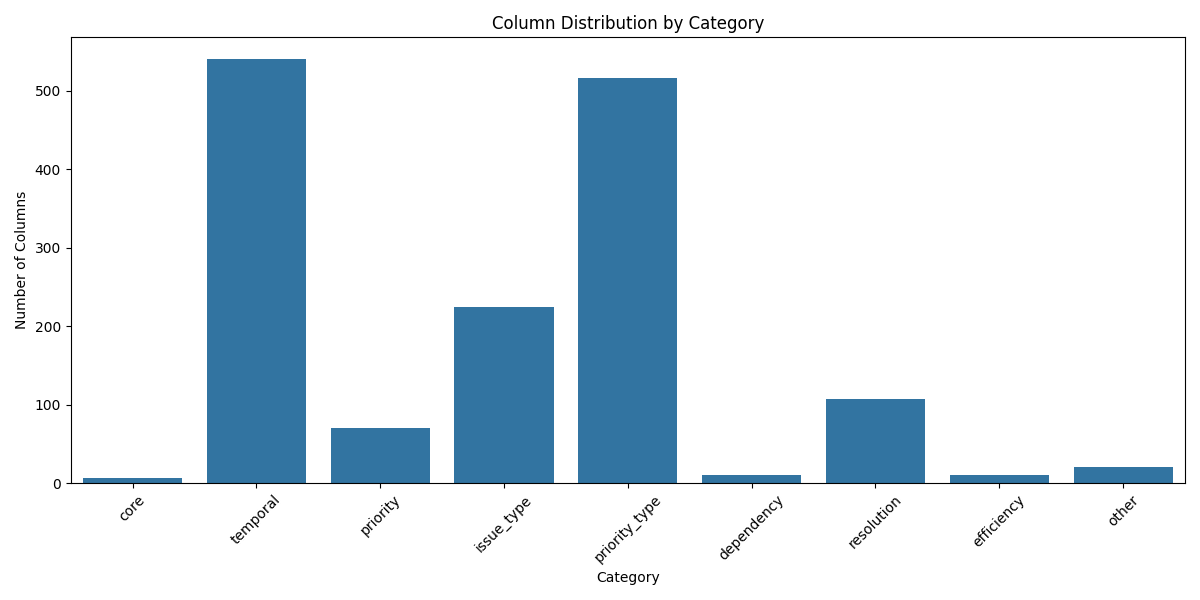 Column Distribution by Category
Number of Columns
500
400
300
200
100
0
core
temporal
priority
issue_type
priority_type
dependency
resolution
efficiency
other
Category